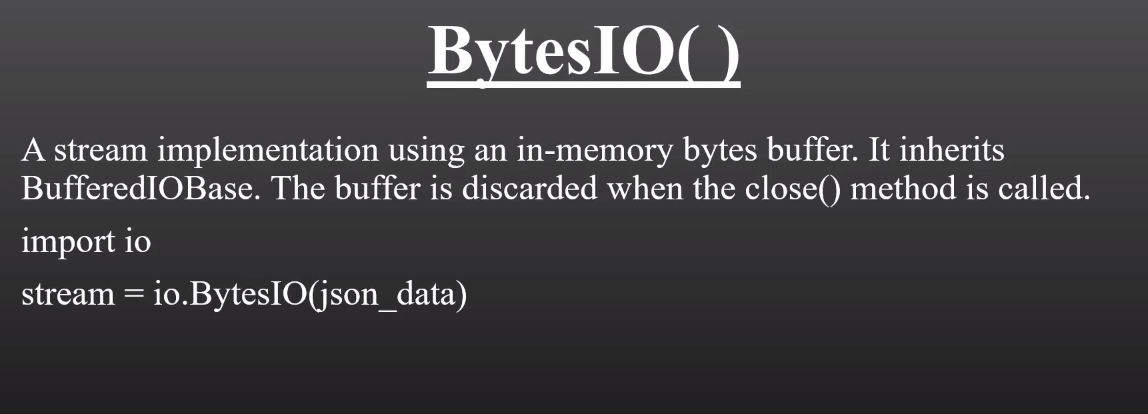 BytesIO( )
A stream implementation using an in-memory bytes buffer. It inherits
BufferedIOBase. The buffer is discarded when the close() method is called.
import io
stream = io.BytesIO(json_data)